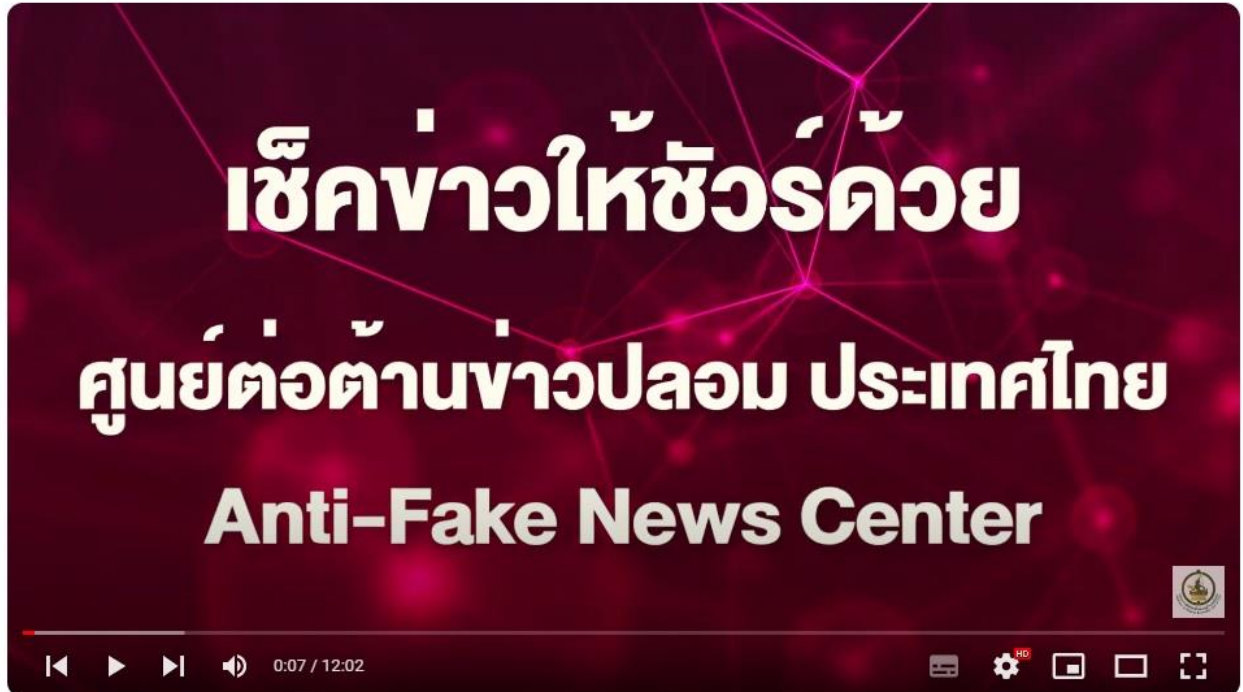 เช็คข่าวให้ชัวร์ด้วย
ศูนย์ต่อต้านข่าวปลอม ประเทศไทย
Anti-Fake News Center
0:07 / 12:02
HD